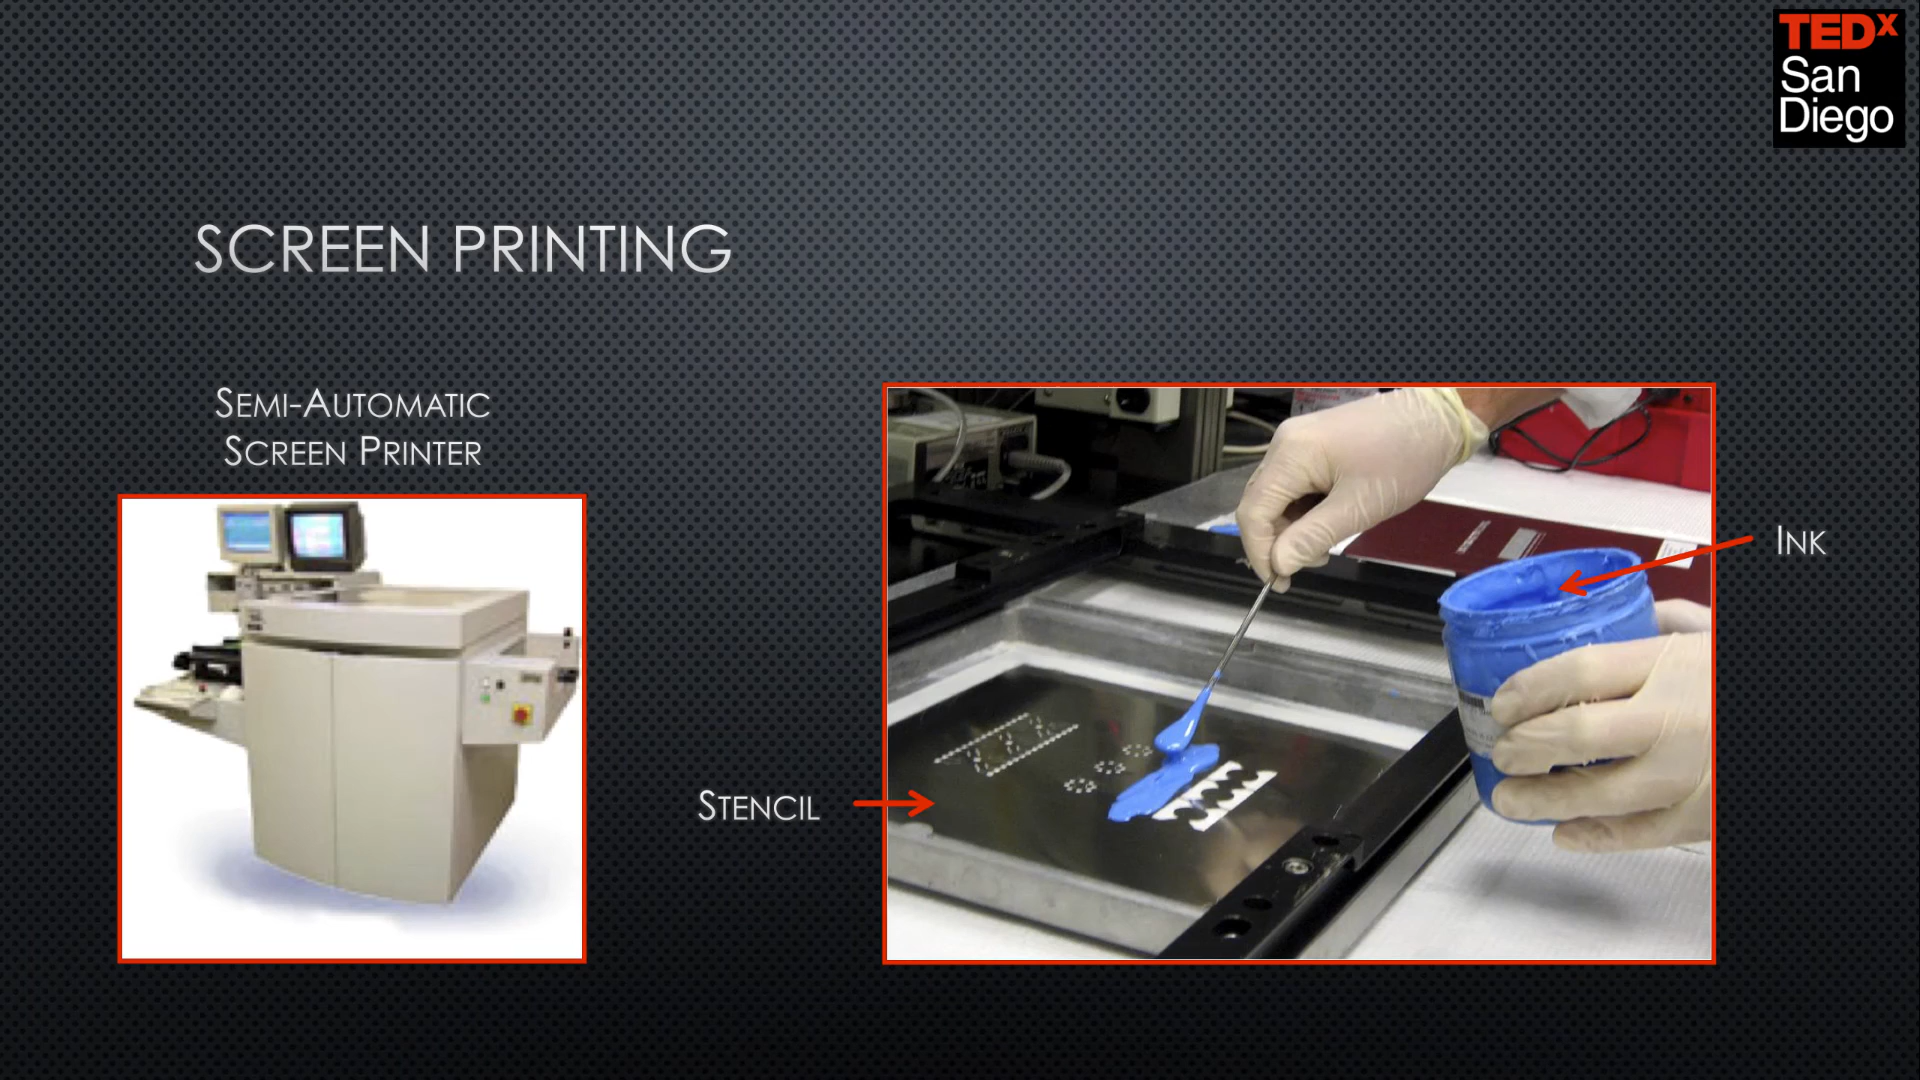 TEDx
San
Diego
SCREEN PRINTING
SEMI-AUTOMATIC
SCREEN PRINTER
INK
STENCIL